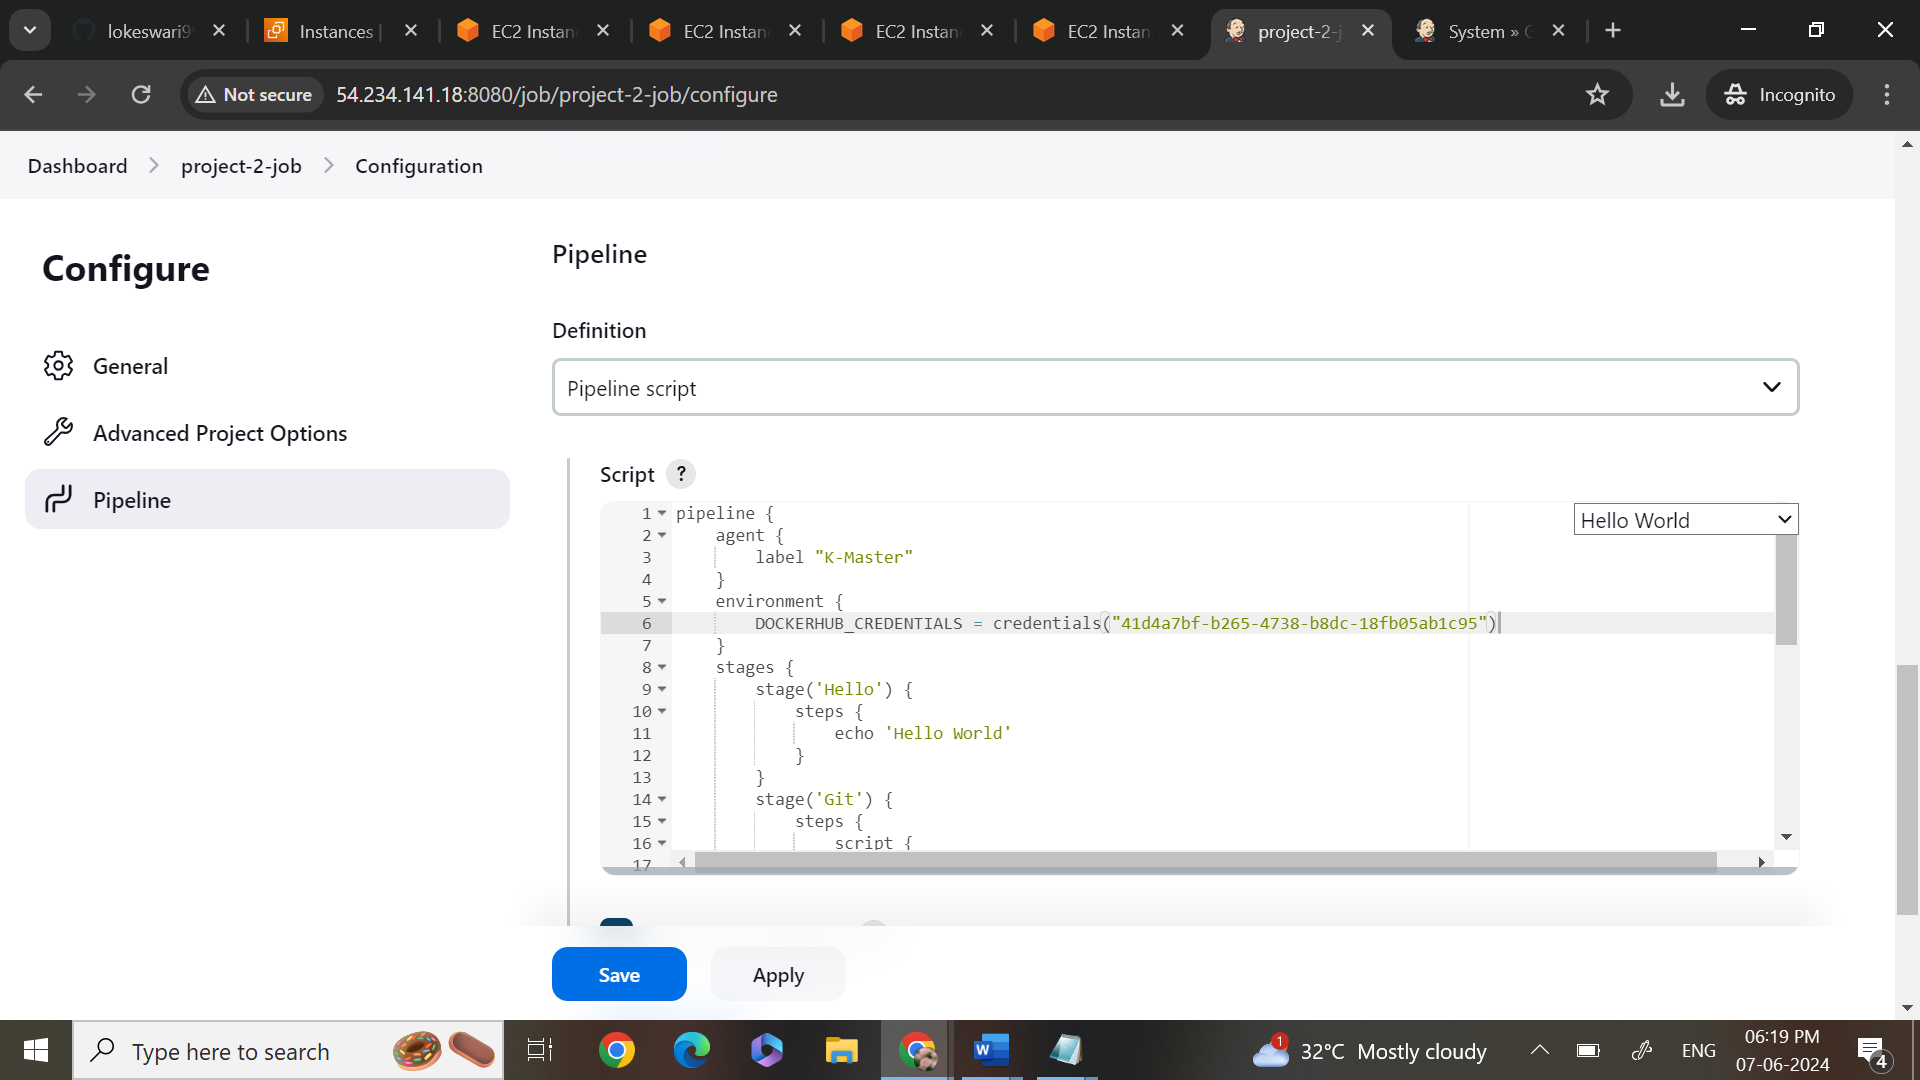 lokeswari9
Instances |
EC2 Instan
EC2 Instan
EC2 Instan
EC2 Instan
project-2-j
System » G
Not secure
54.234.141.18:8080/job/project-2-job/configure
Incognito
Dashboard
project-2-job
Configuration
Configure
General
Advanced Project Options
Pipeline
Pipeline
Definition
Pipeline script
Script ?
Hello World
1 pipeline {
2 agent {
3 label "K-Master"
4 }
5 environment {
6 DOCKERHUB_CREDENTIALS = credentials("41d4a7bf-b265-4738-b8dc-18fb05ab1c95")
7 }
8 stages {
9 stage('Hello') {
10 steps {
11 echo 'Hello World'
12 }
13 }
14 stage('Git') {
15 steps {
16 script {
17
Save
Apply
Type here to search
1
32°C Mostly cloudy
ENG
06:19 PM
07-06-2024
4